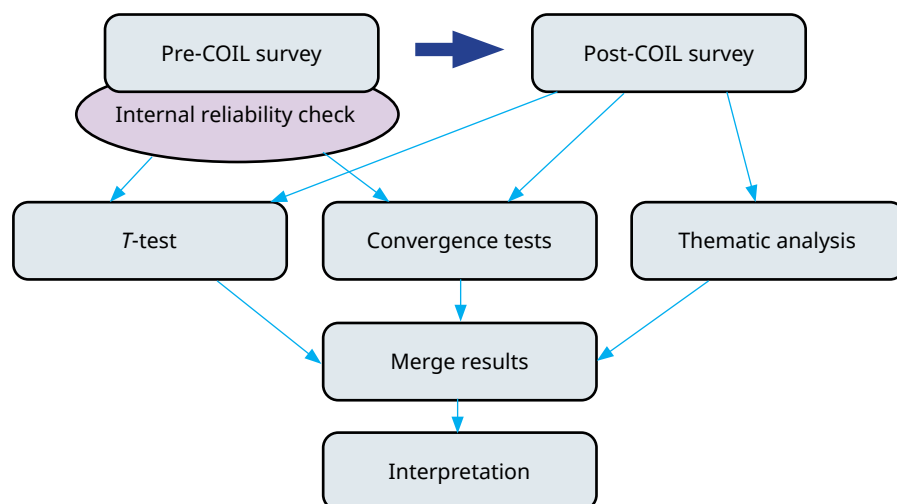 Pre-COIL survey
Post-COIL survey
Internal reliability check
T-test
Convergence tests
Thematic analysis
Merge results
Interpretation